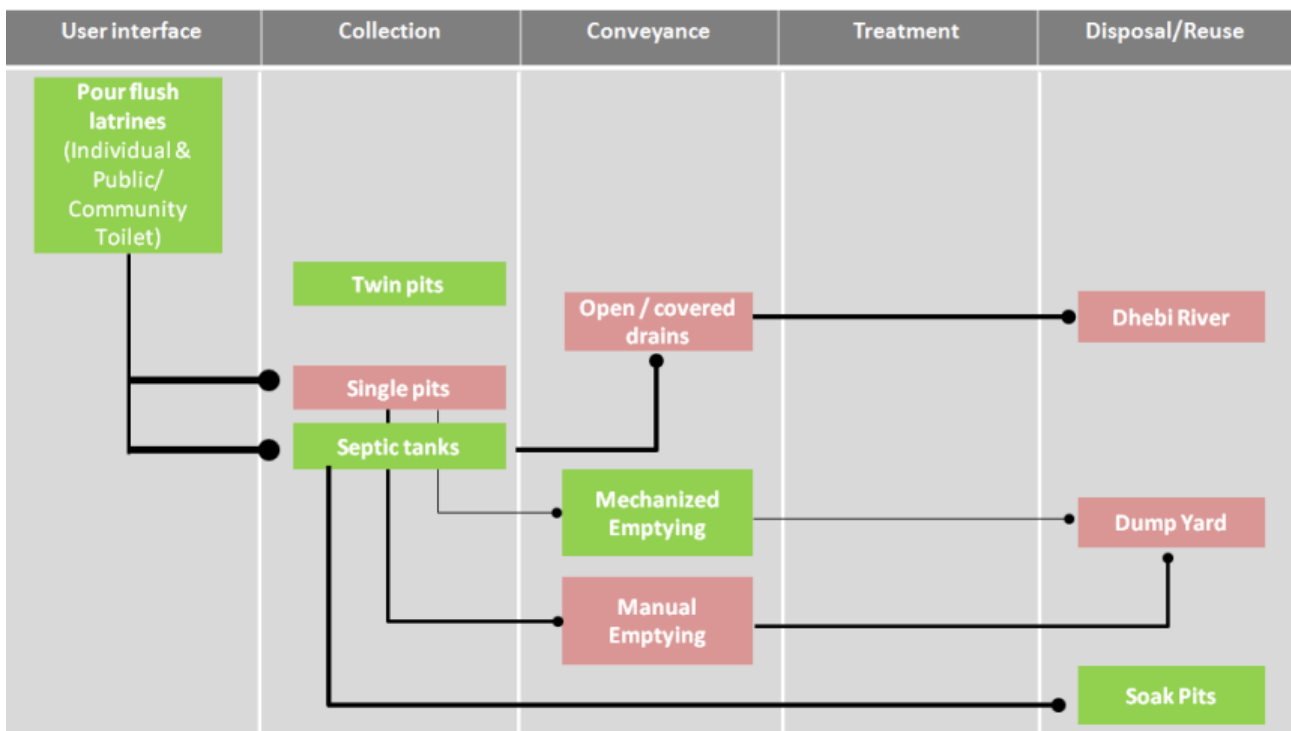 User interface
Collection
Conveyance
Treatment
Disposal/Reuse
Pour flush
latrines
(Individual &
Public/
Community
Toilet)
Twin pits
Open / covered
drains
Dhebi River
Single pits
Septic tanks
Mechanized
Emptying
Dump Yard
Manual
Emptying
Soak Pits